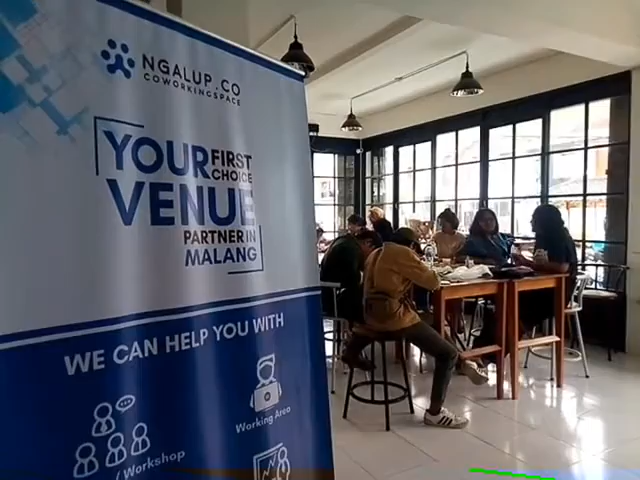 NGALUP.CO
COWORKINGSPACE
YOUR FIRST CHOICE
VENUE
PARTNER IN
MALANG
WE CAN HELP YOU WITH
Working Area
/ Workshop